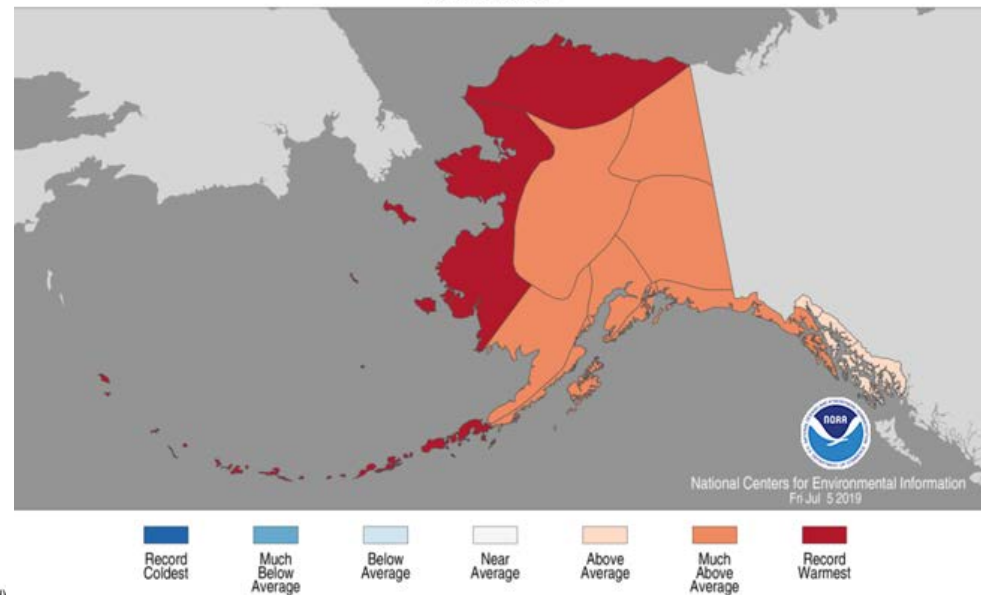 NOAA
National Centers for Environmental Information
Fri Jul 5 2019
Record
Coldest
Much
Below
Average
Below
Average
Near
Average
Above
Average
Much
Above
Average
Record
Warmest